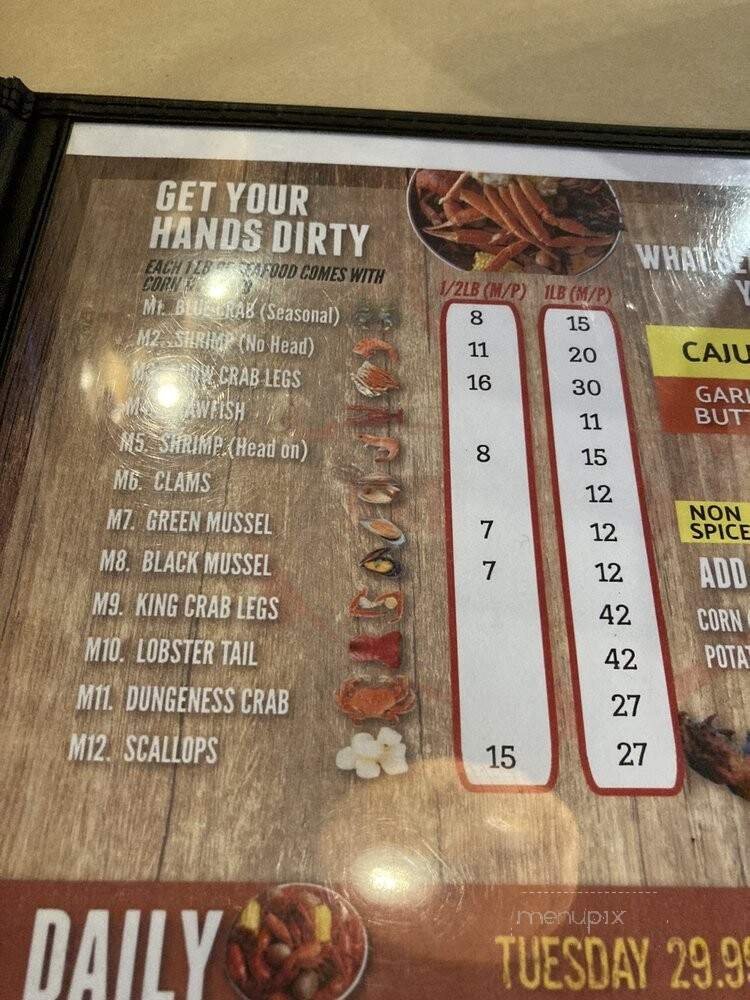 GET YOUR
HANDS DIRTY
EACH 1 LB OF SEAFOOD COMES WITH
CORN
1/2LB (M/P) 1LB (M/P)
M1. BLUE CRAB (Seasonal) 8 15
M2. SHRIMP (No Head) 11 20
CRAB LEGS 16 30
11
M5. SHRIMP (Head on) 8 15
M6. CLAMS 12
M7. GREEN MUSSEL 7 12
M8. BLACK MUSSEL 7 12
M9. KING CRAB LEGS 42
M10. LOBSTER TAIL 42
M11. DUNGENESS CRAB 27
M12. SCALLOPS 15 27
WHAT
Y
CAJU
GARL
BUTT
NON
SPICE
ADD
CORN
POTAT
DAILY
TUESDAY 29.99
menupix